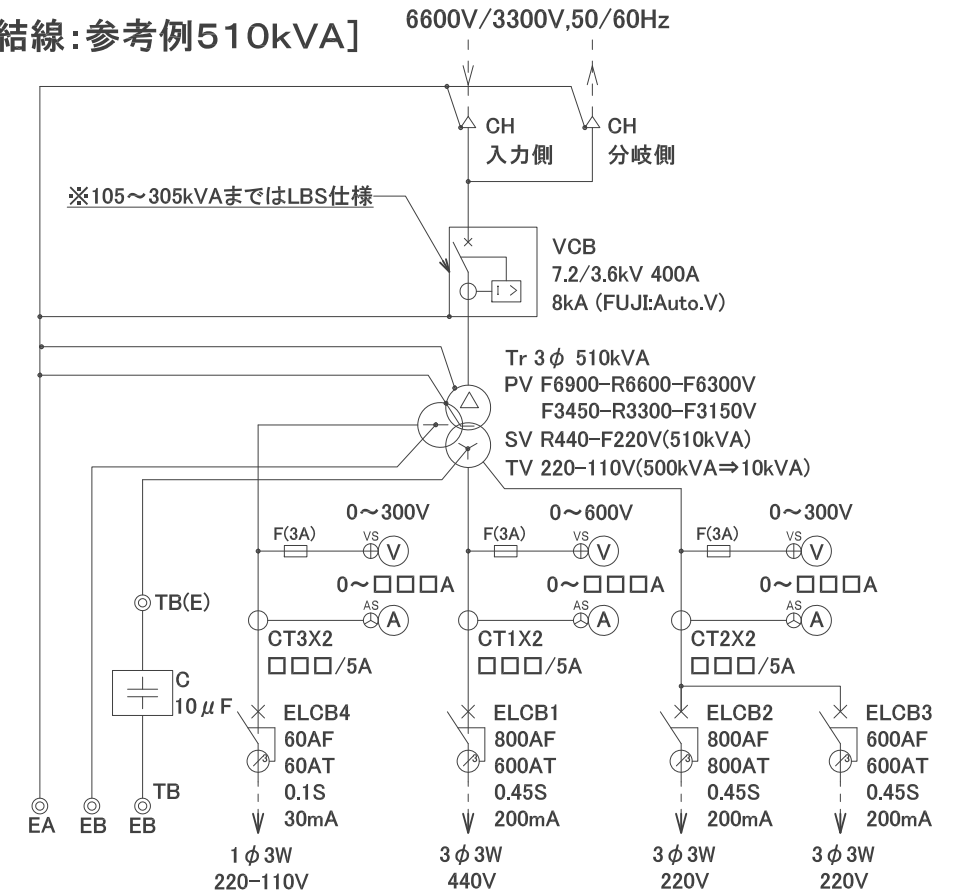 結線:参考例510kVA]
6600V/3300V,50/60Hz
CH
入力側
CH
分岐側
※105～305kVAまではLBS仕様
VCB
7.2/3.6kV 400A
8kA (FUJI:Auto.V)
I >
Tr 3φ 510kVA
PV F6900-R6600-F6300V
F3450-R3300-F3150V
SV R440-F220V(510kVA)
TV 220-110V(500kVA⇒10kVA)
0～300V
F(3A)
VS
V
0～□□□A
AS
A
CT3X2
□□□/5A
0～600V
F(3A)
VS
V
0～□□□A
AS
A
CT1X2
□□□/5A
0～300V
F(3A)
VS
V
0～□□□A
AS
A
CT2X2
□□□/5A
TB(E)
C
10μF
TB
EA
EB
EB
ELCB4
60AF
60AT
0.1S
30mA
1φ3W
220-110V
ELCB1
800AF
600AT
0.45S
200mA
3φ3W
440V
ELCB2
800AF
800AT
0.45S
200mA
3φ3W
220V
ELCB3
600AF
600AT
0.45S
200mA
3φ3W
220V